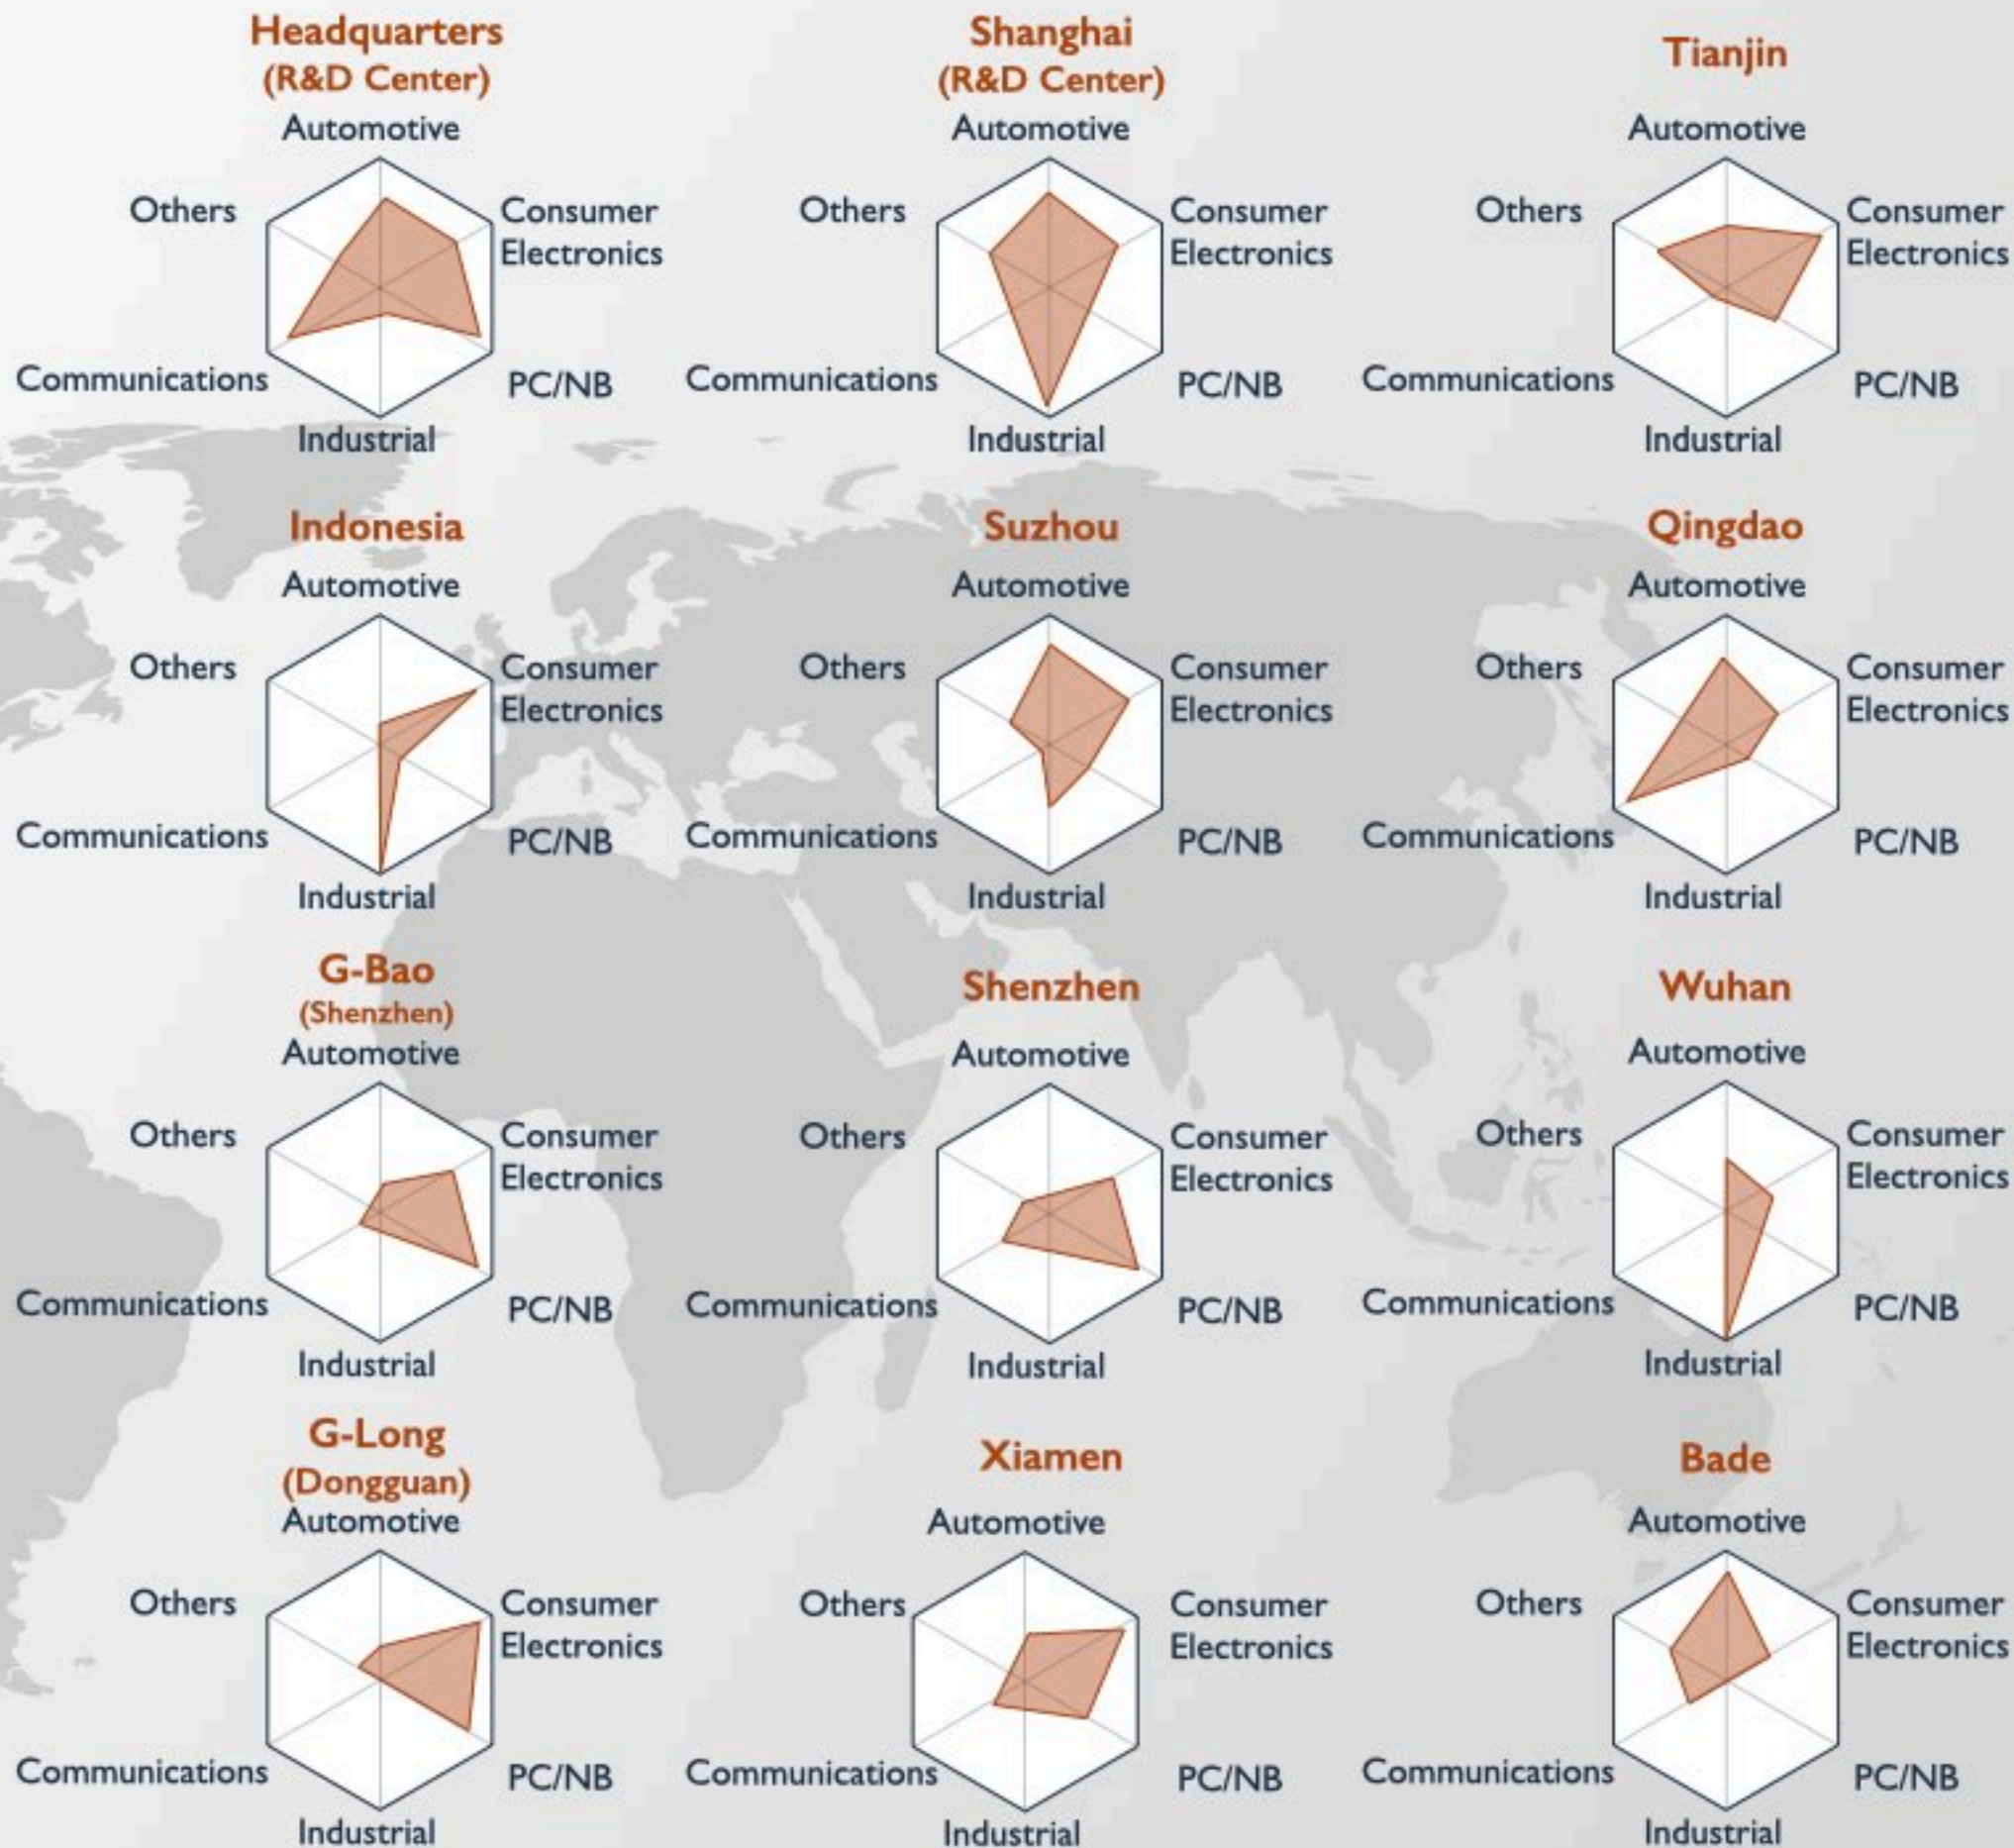 Headquarters
(R&D Center)
Automotive
Others
Consumer
Electronics
Communications
PC/NB
Industrial
Shanghai
(R&D Center)
Automotive
Others
Consumer
Electronics
Communications
PC/NB
Industrial
Tianjin
Automotive
Others
Consumer
Electronics
Communications
PC/NB
Industrial
Indonesia
Automotive
Others
Consumer
Electronics
Communications
PC/NB
Industrial
Suzhou
Automotive
Others
Consumer
Electronics
Communications
PC/NB
Industrial
Qingdao
Automotive
Others
Consumer
Electronics
Communications
PC/NB
Industrial
G-Bao
(Shenzhen)
Automotive
Others
Consumer
Electronics
Communications
PC/NB
Industrial
Shenzhen
Automotive
Others
Consumer
Electronics
Communications
PC/NB
Industrial
Wuhan
Automotive
Others
Consumer
Electronics
Communications
PC/NB
Industrial
G-Long
(Dongguan)
Automotive
Others
Consumer
Electronics
Communications
PC/NB
Industrial
Xiamen
Automotive
Others
Consumer
Electronics
Communications
PC/NB
Industrial
Bade
Automotive
Others
Consumer
Electronics
Communications
PC/NB
Industrial